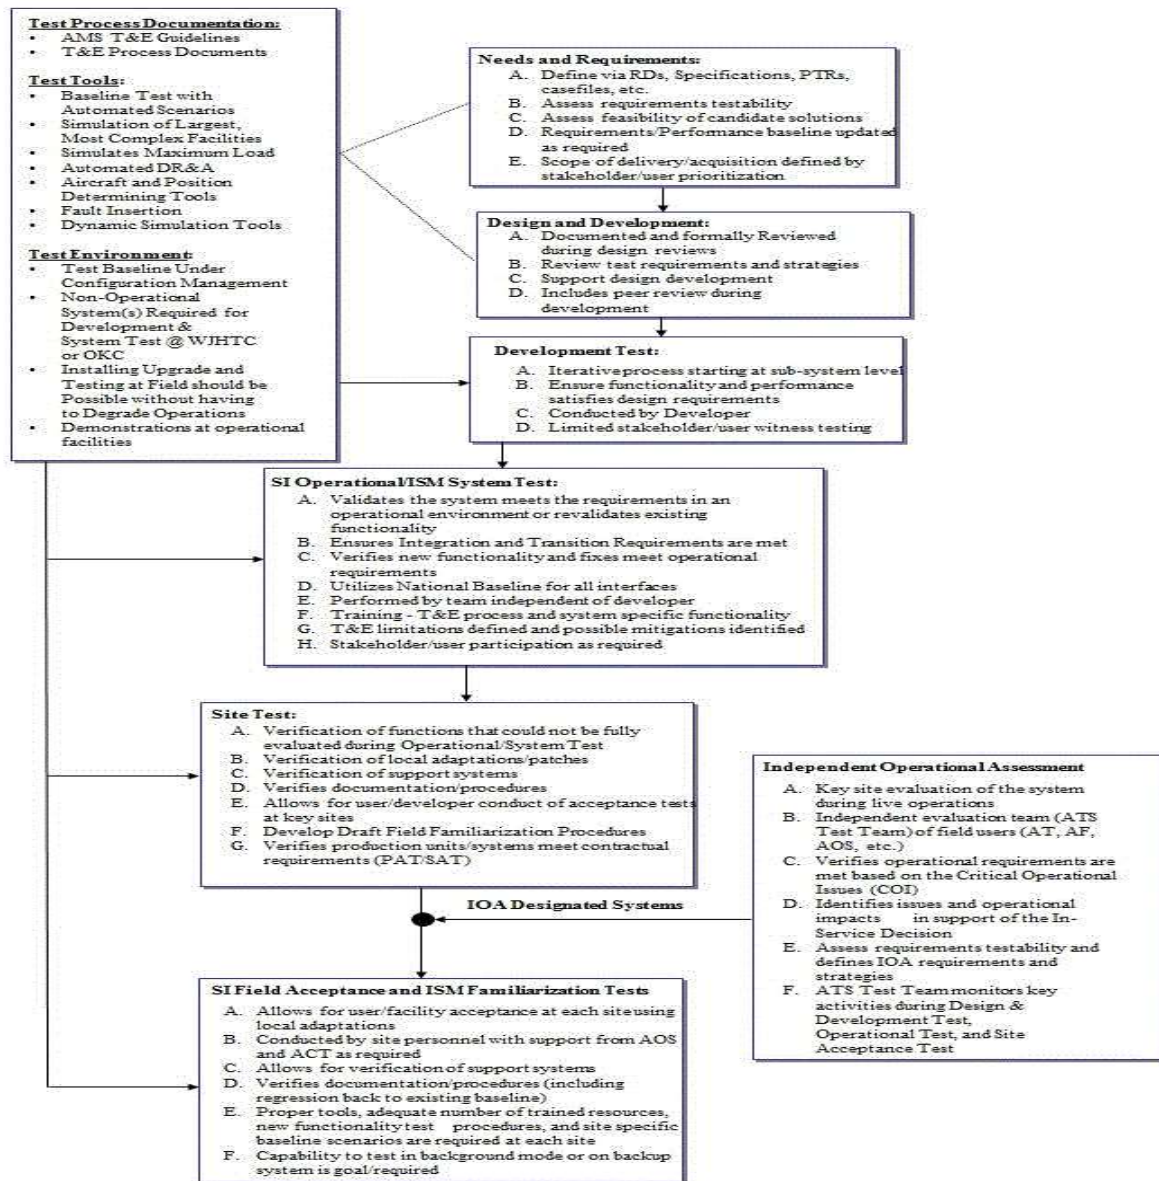 Test Process Documentation:
• AMS T&E Guidelines
• T&E Process Documents
Test Tools:
• Baseline Test with
Automated Scenarios
• Simulation of Largest,
Most Complex Facilities
• Simulates Maximum Load
• Automated DR&A
• Aircraft and Position
Determining Tools
• Fault Insertion
• Dynamic Simulation Tools
Test Environment:
• Test Baseline Under
Configuration Management
• Non-Operational
System(s) Required for
Development &
System Test @ WJHTC
or OKC
• Installing Upgrade and
Testing at Field should be
Possible without having
to Degrade Operations
• Demonstrations at operational
facilities
Needs and Requirements:
A. Define via RDs, Specifications, PTRs,
casefiles, etc.
B. Assess requirements testability
C. Assess feasibility of candidate solutions
D. Requirements/Performance baseline updated
as required
E. Scope of delivery/acquisition defined by
stakeholder/user prioritization
Design and Development:
A. Documented and formally Reviewed
during design reviews
B. Review test requirements and strategies
C. Support design development
D. Includes peer review during
development
Development Test:
A. Iterative process starting at sub-system level
B. Ensure functionality and performance
satisfies design requirements
C. Conducted by Developer
D. Limited stakeholder/user witness testing
SI Operational/ISM System Test:
A. Validates the system meets the requirements in an
operational environment or revalidates existing
functionality
B. Ensures Integration and Transition Requirements are met
C. Verifies new functionality and fixes meet operational
requirements
D. Utilizes National Baseline for all interfaces
E. Performed by team independent of developer
F. Training - T&E process and system specific functionality
G. T&E limitations defined and possible mitigations identified
H. Stakeholder/user participation as required
Site Test:
A. Verification of functions that could not be fully
evaluated during Operational/System Test
B. Verification of local adaptations/patches
C. Verification of support systems
D. Verifies documentation/procedures
E. Allows for user/developer conduct of acceptance tests
at key sites
F. Develop Draft Field Familiarization Procedures
G. Verifies production units/systems meet contractual
requirements (PAT/SAT)
Independent Operational Assessment
A. Key site evaluation of the system
during live operations
B. Independent evaluation team (ATS
Test Team) of field users (AT, AF,
AOS, etc.)
C. Verifies operational requirements are
met based on the Critical Operational
Issues (COI)
D. Identifies issues and operational
impacts in support of the In-
Service Decision
E. Assess requirements testability and
defines IOA requirements and
strategies
F. ATS Test Team monitors key
activities during Design &
Development Test,
Operational Test, and Site
Acceptance Test
IOA Designated Systems
SI Field Acceptance and ISM Familiarization Tests
A. Allows for user/facility acceptance at each site using
local adaptations
B. Conducted by site personnel with support from AOS
and ACT as required
C. Allows for verification of support systems
D. Verifies documentation/procedures (including
regression back to existing baseline)
E. Proper tools, adequate number of trained resources,
new functionality test procedures, and site specific
baseline scenarios are required at each site
F. Capability to test in background mode or on backup
system is goal/required